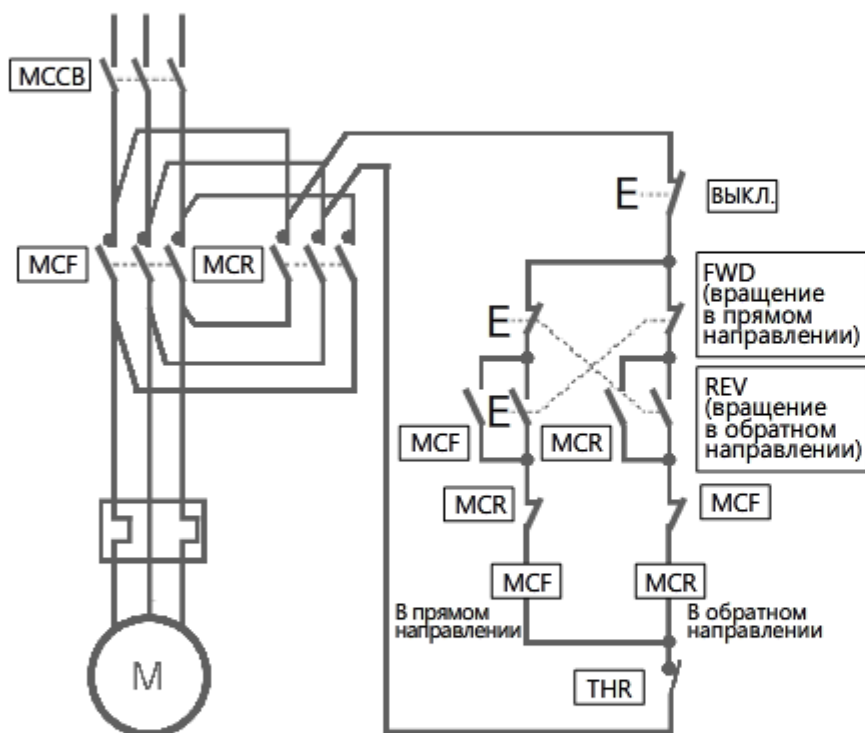 MCCB
E
ВЫКЛ.
MCF
MCR
FWD
(вращение
в прямом
направлении)
E
REV
(вращение
в обратном
направлении)
E
MCF
MCR
MCR
MCF
MCF
MCR
В прямом
направлении
В обратном
направлении
THR
M